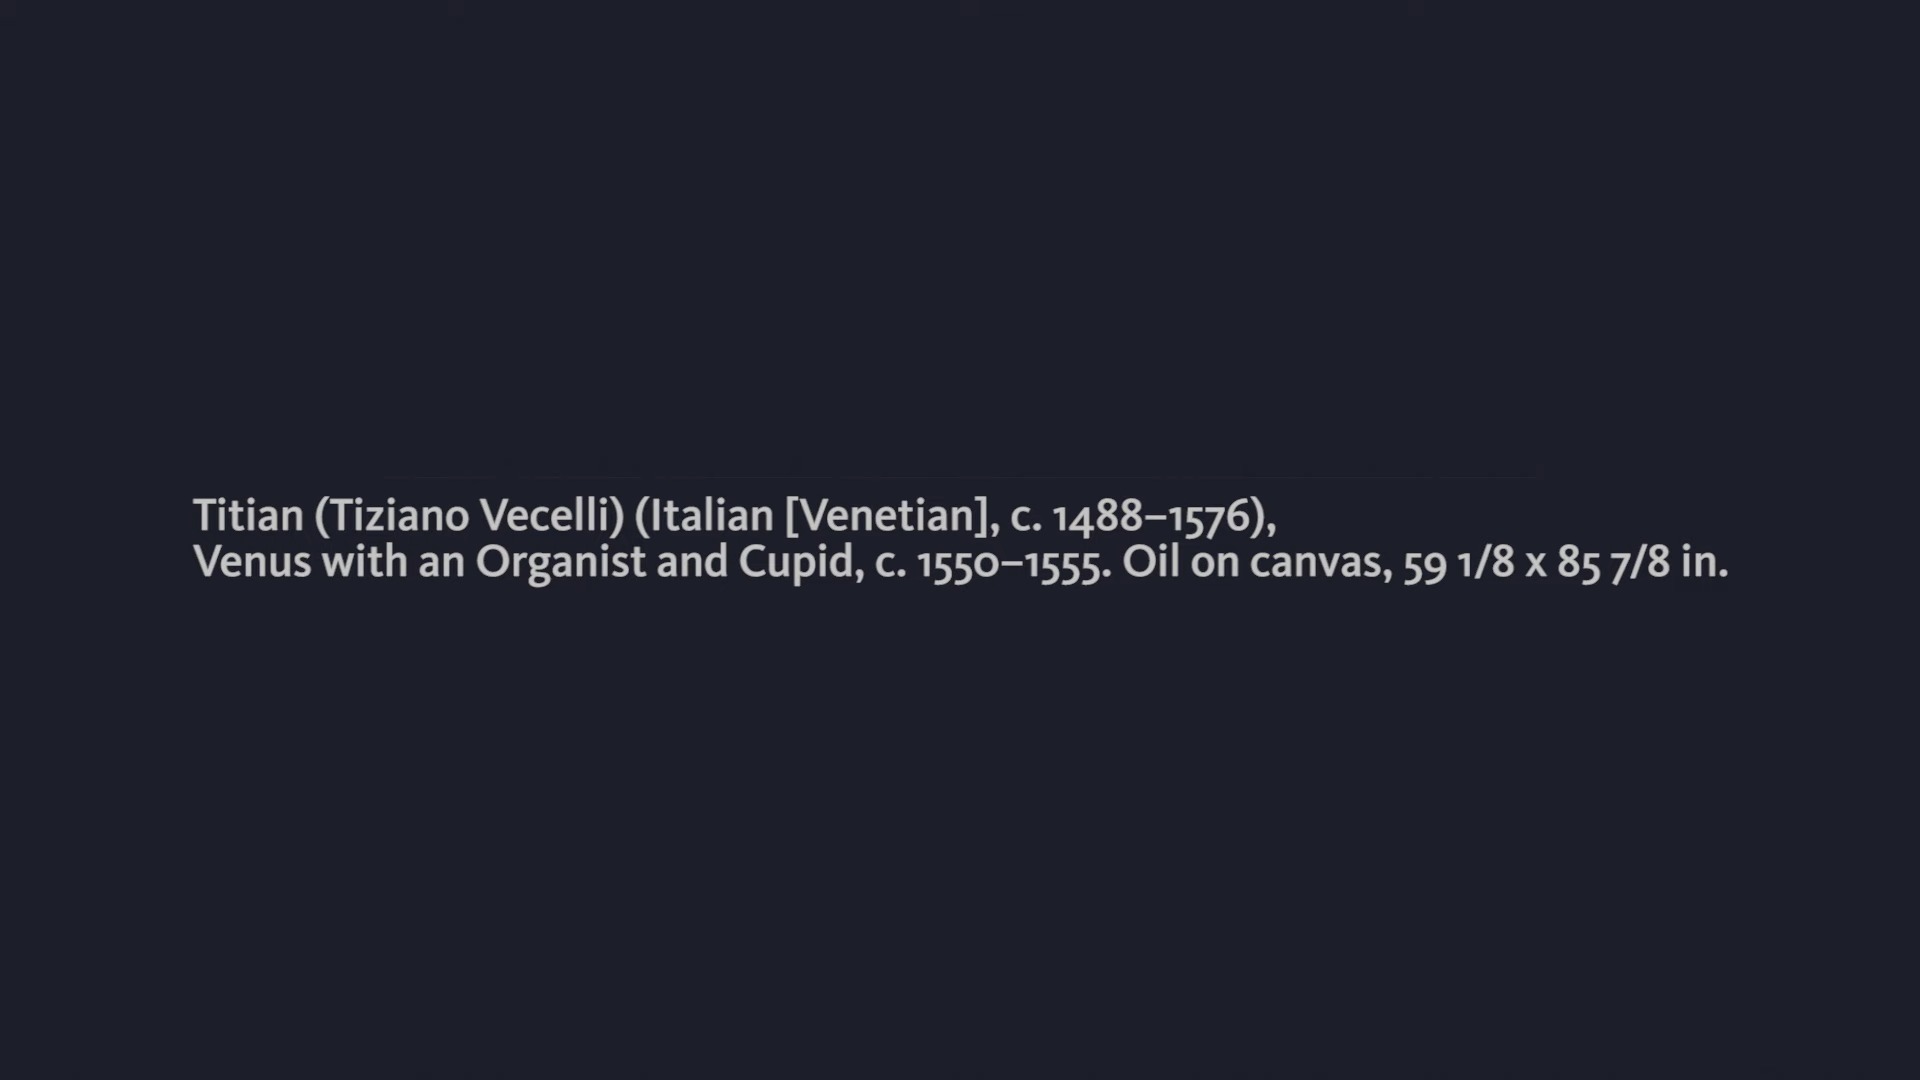 Titian (Tiziano Vecelli) (Italian [Venetian], c. 1488–1576),
Venus with an Organist and Cupid, c. 1550–1555. Oil on canvas, 59 1/8 x 85 7/8 in.